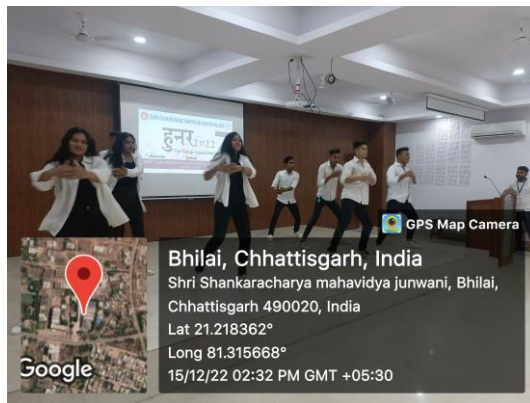 हुनर 2022
GPS Map Camera
Bhilai, Chhattisgarh, India
Shri Shankaracharya mahavidya junwani, Bhilai,
Chhattisgarh 490020, India
Lat 21.218362°
Long 81.315668°
15/12/22 02:32 PM GMT +05:30
Google